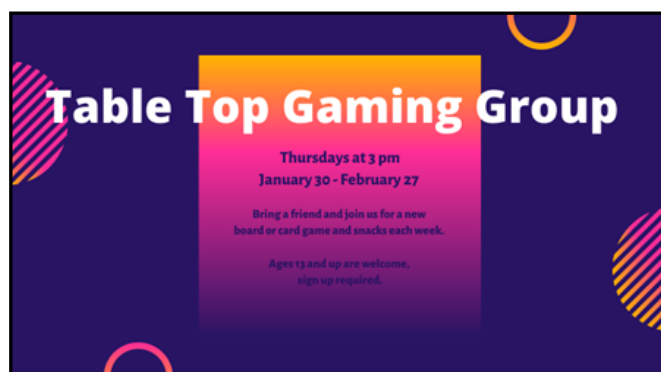 Table Top Gaming Group
Thursdays at 3 pm
January 30 - February 27
Bring a friend and join us for a new
board or card game and snacks each week.
Ages 13 and up are welcome,
sign up required.